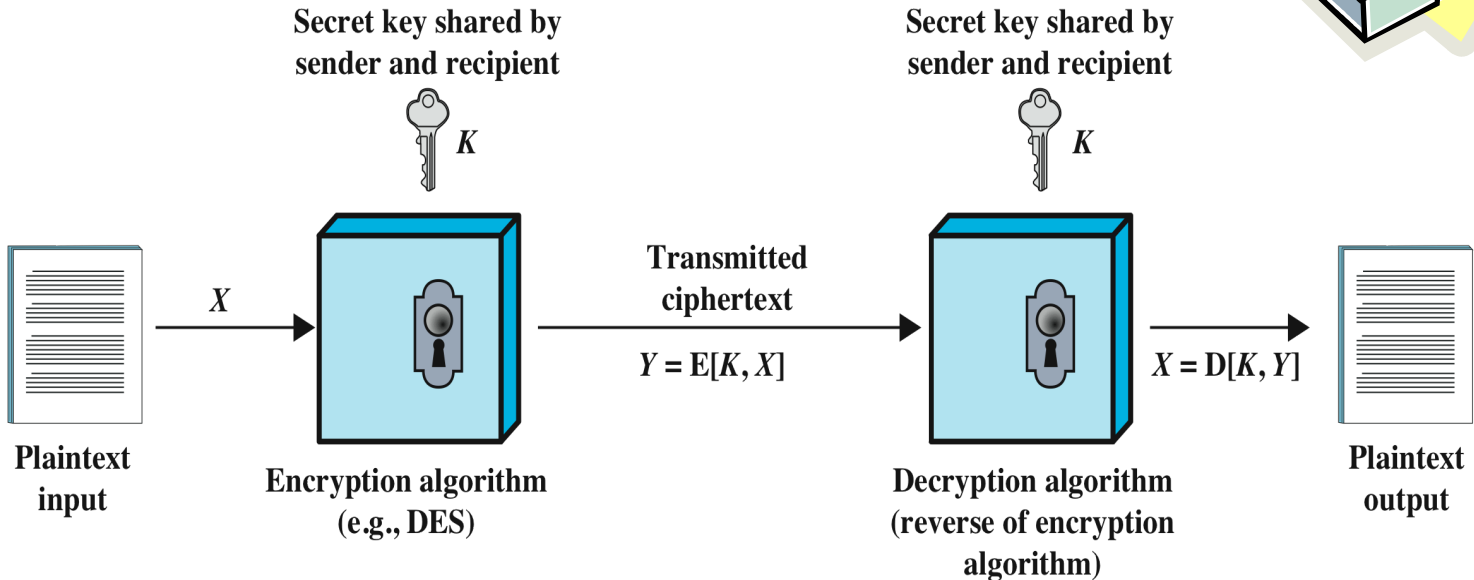 Secret key shared by
sender and recipient
K
Secret key shared by
sender and recipient
K
X
Transmitted
ciphertext
Y = E[K, X]
X = D[K, Y]
Plaintext
input
Encryption algorithm
(e.g., DES)
Decryption algorithm
(reverse of encryption
algorithm)
Plaintext
output